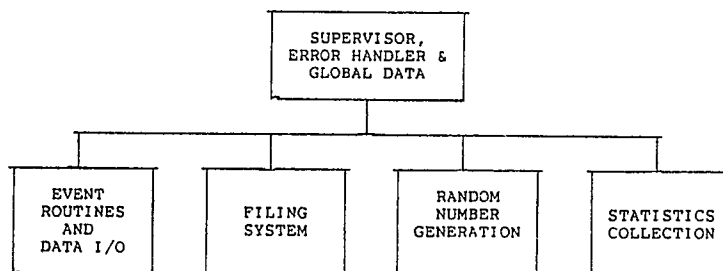 SUPERVISOR,
ERROR HANDLER &
GLOBAL DATA
EVENT
ROUTINES
AND
DATA I/O
FILING
SYSTEM
RANDOM
NUMBER
GENERATION
STATISTICS
COLLECTION